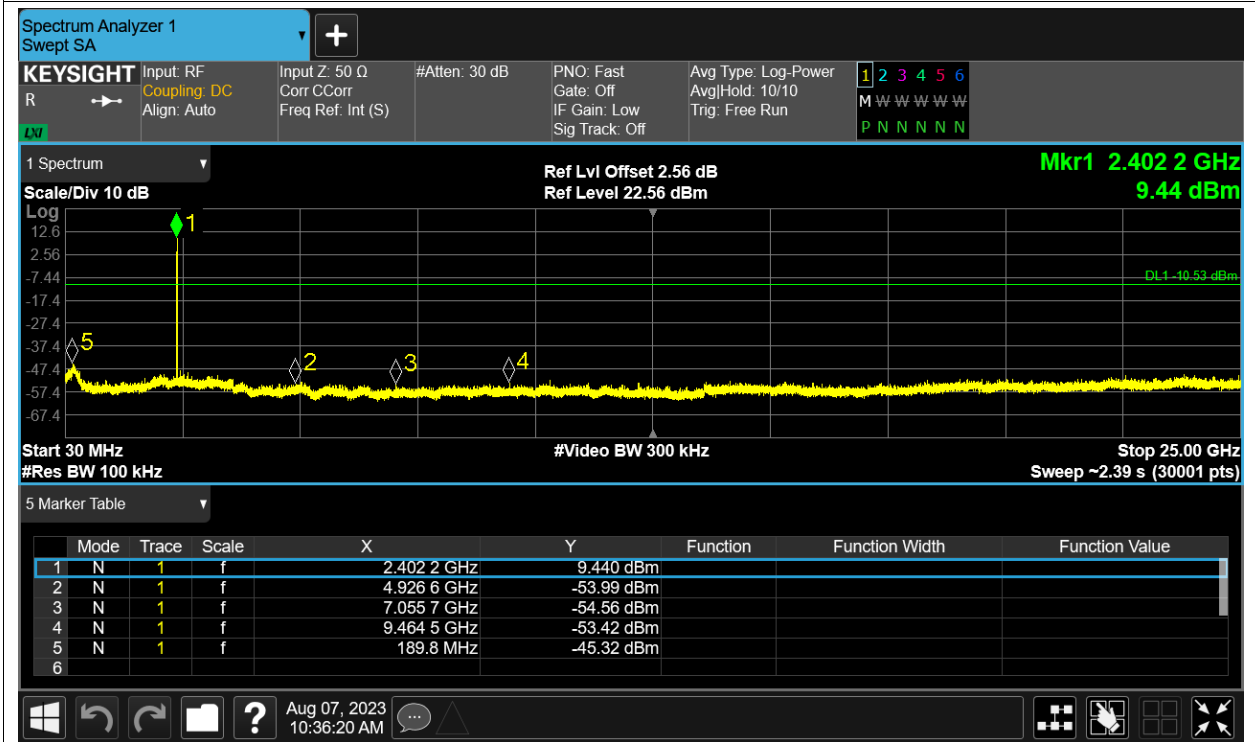 Spectrum Analyzer 1
Swept SA
+
KEYSIGHT
R
LXI
Input: RF
Coupling: DC
Align: Auto
Input Z: 50 Ω
Corr CCorr
Freq Ref: Int (S)
#Atten: 30 dB
PNO: Fast
Gate: Off
IF Gain: Low
Sig Track: Off
Avg Type: Log-Power
Avg|Hold: 10/10
Trig: Free Run
1 2 3 4 5 6
M W W W W W
P N N N N N
1 Spectrum
Scale/Div 10 dB
Ref Lvl Offset 2.56 dB
Ref Level 22.56 dBm
Mkr1 2.402 2 GHz
9.44 dBm
Log
12.6
2.56
-7.44
-17.4
-27.4
-37.4
-47.4
-57.4
-67.4
1
DL1 -10.53 dBm
5
2
3
4
Start 30 MHz
#Video BW 300 kHz
Stop 25.00 GHz
#Res BW 100 kHz
Sweep ~2.39 s (30001 pts)
5 Marker Table
Mode Trace Scale X Y Function Function Width Function Value
1 N 1 f 2.402 2 GHz 9.440 dBm
2 N 1 f 4.926 6 GHz -53.99 dBm
3 N 1 f 7.055 7 GHz -54.56 dBm
4 N 1 f 9.464 5 GHz -53.42 dBm
5 N 1 f 189.8 MHz -45.32 dBm
6
?
Aug 07, 2023
10:36:20 AM